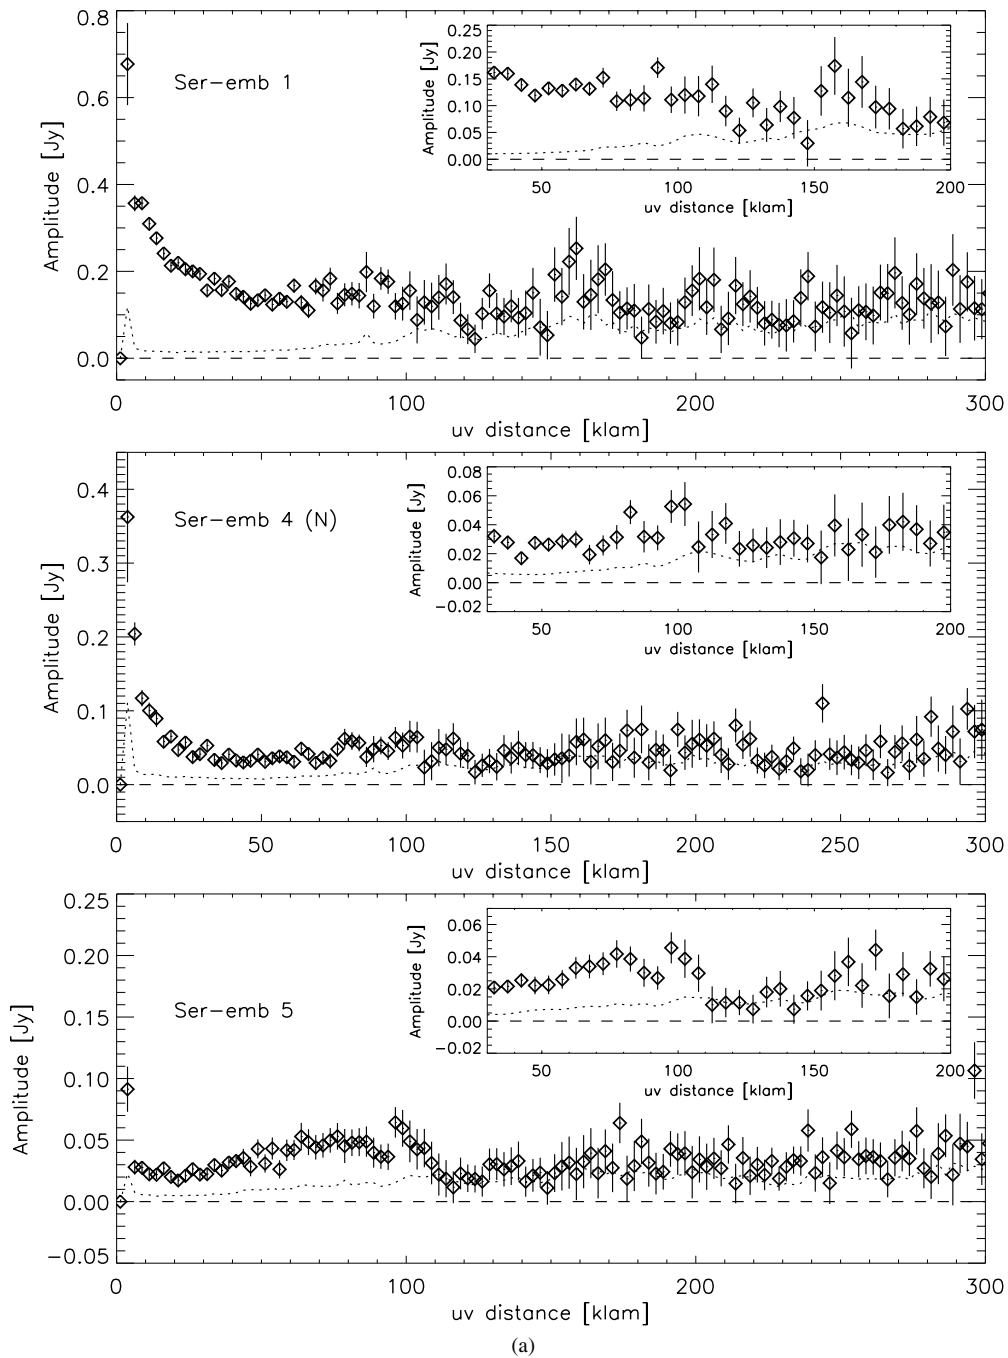 0.8
0.6
0.4
0.2
0.0
Amplitude [Jy]
Ser-emb 1
0.25
0.20
0.15
0.10
0.05
0.00
Amplitude [Jy]
50 100 150 200
uv distance [klam]
0 100 200 300
uv distance [klam]
0.4
0.3
0.2
0.1
0.0
Amplitude [Jy]
Ser-emb 4 (N)
0.08
0.06
0.04
0.02
0.00
-0.02
Amplitude [Jy]
50 100 150 200
uv distance [klam]
0 50 100 150 200 250 300
uv distance [klam]
0.25
0.20
0.15
0.10
0.05
0.00
-0.05
Amplitude [Jy]
Ser-emb 5
0.06
0.04
0.02
0.00
-0.02
Amplitude [Jy]
50 100 150 200
uv distance [klam]
0 100 200 300
uv distance [klam]
(a)